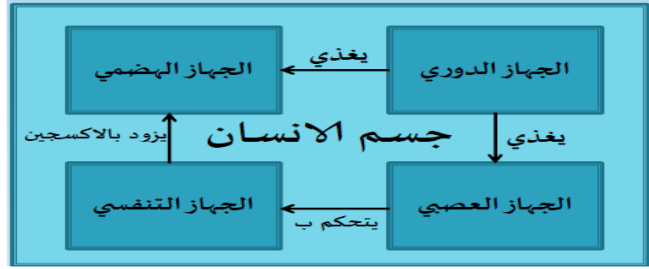 الجهاز الدوري
يغذي
الجهاز الهضمي
يغذي
جسم الانسان
يزود بالاكسجين
الجهاز العصبي
يتحكم ب
الجهاز التنفسي